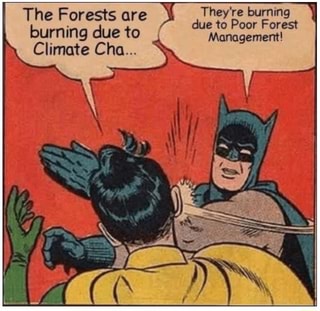 The Forests are
burning due to
Climate Cha...
They're burning
due to Poor Forest
Management!